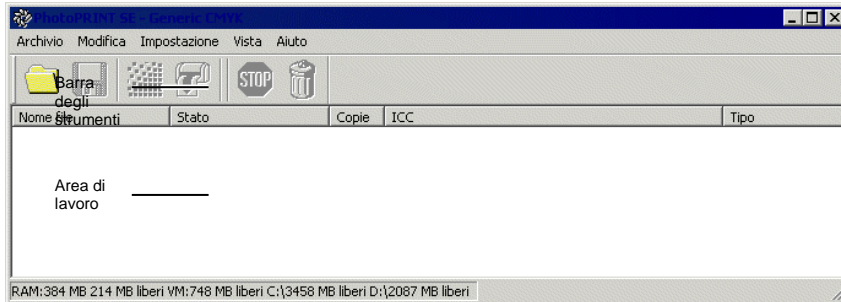 PhotoPRINT SE - Generic CMYK
Archivio Modifica Impostazione Vista Aiuto
STOP
Barra
degli
strumenti
Nome file Stato Copie ICC Tipo
Area di
lavoro
RAM:384 MB 214 MB liberi VM:748 MB liberi C:\3458 MB liberi D:\2087 MB liberi